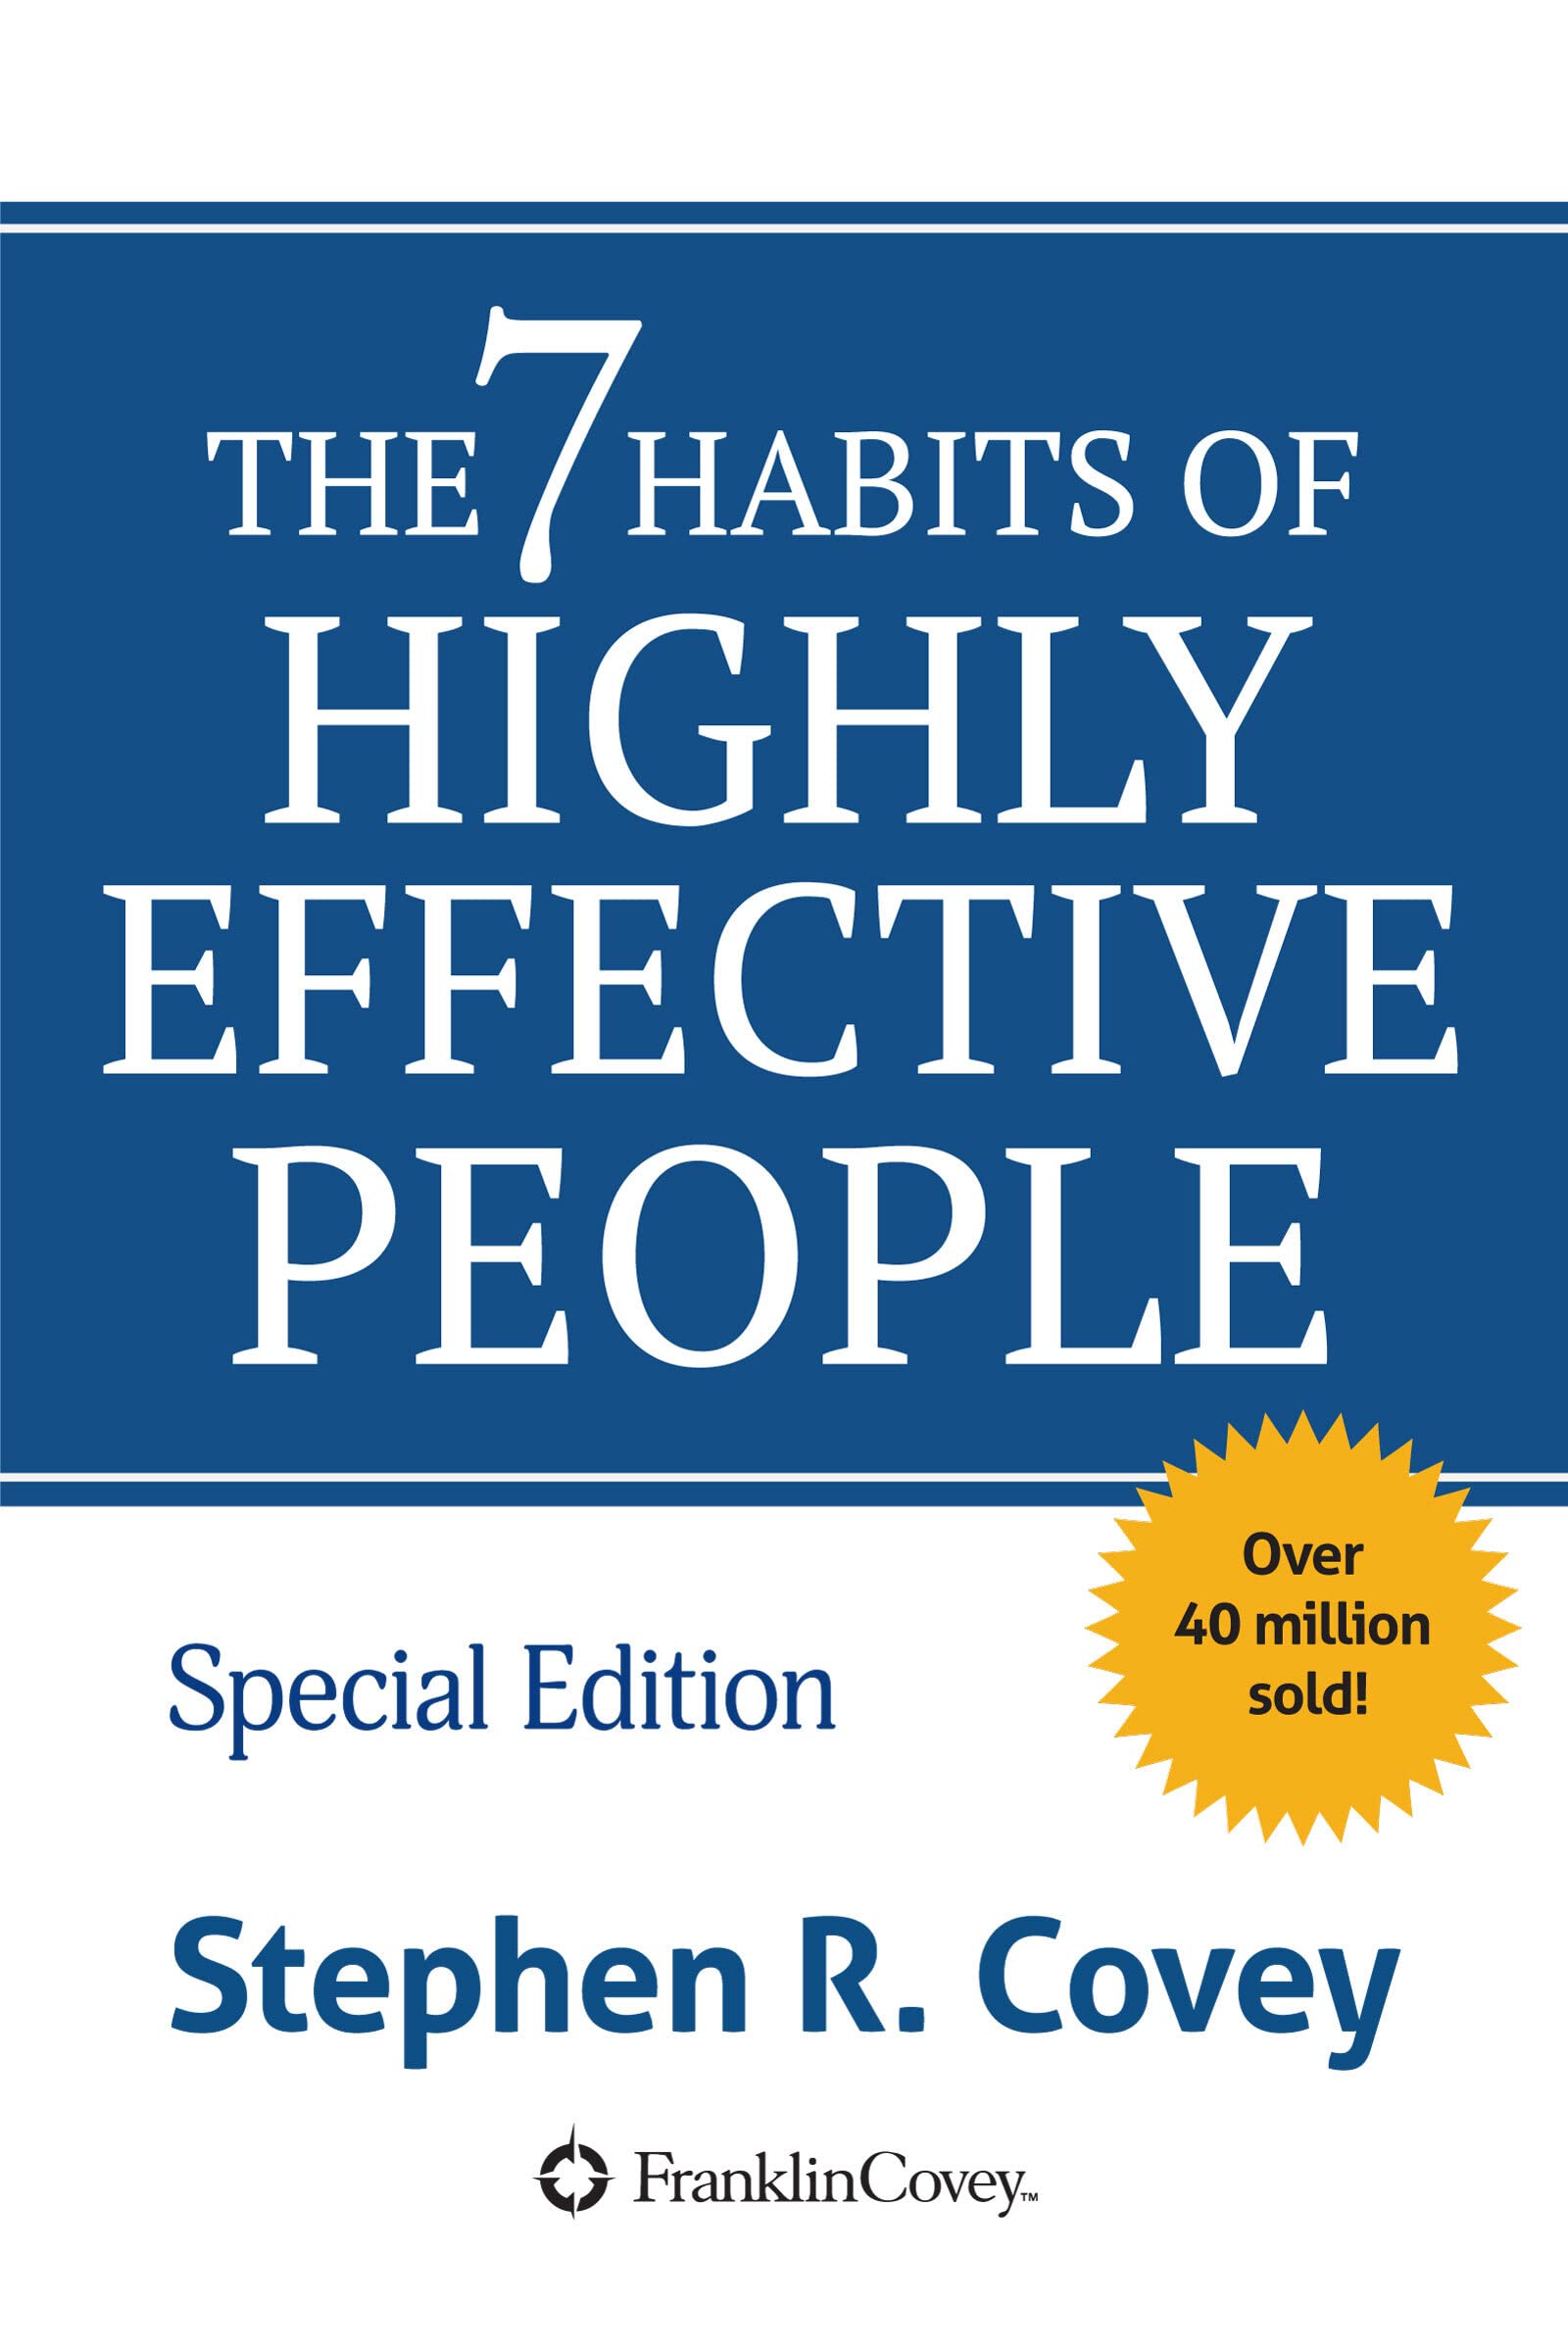 THE 7 HABITS OF
HIGHLY
EFFECTIVE
PEOPLE
Over
40 million
sold!
Special Edition
Stephen R. Covey
FranklinCovey™